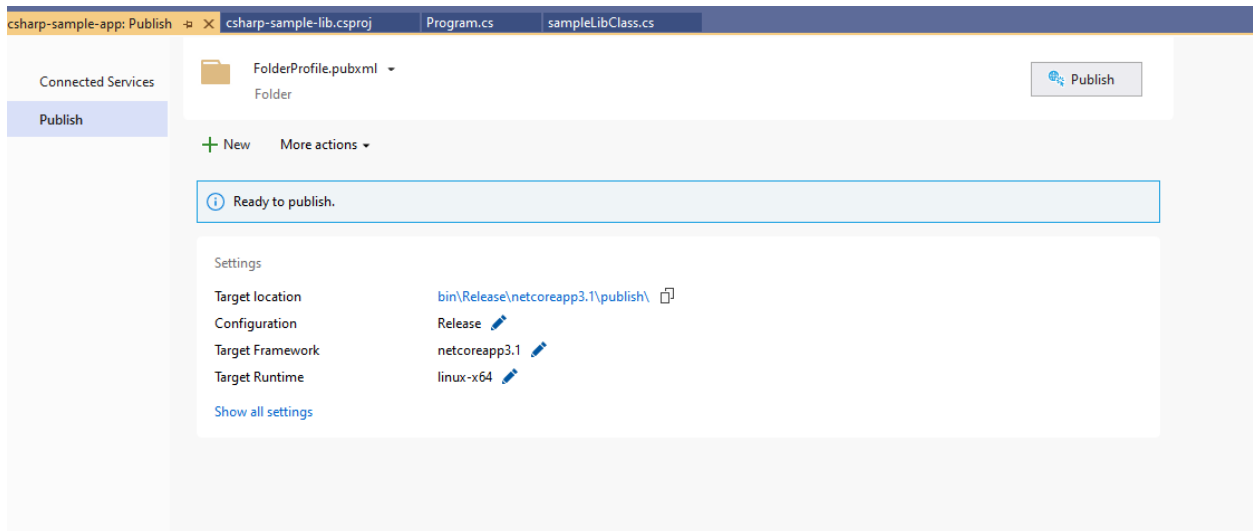 csharp-sample-app: Publish csharp-sample-lib.csproj Program.cs sampleLibClass.cs
Connected Services
Publish
FolderProfile.pubxml
Folder
Publish
New More actions
Ready to publish.
Settings
Target location bin\Release\netcoreapp3.1\publish\
Configuration Release
Target Framework netcoreapp3.1
Target Runtime linux-x64
Show all settings